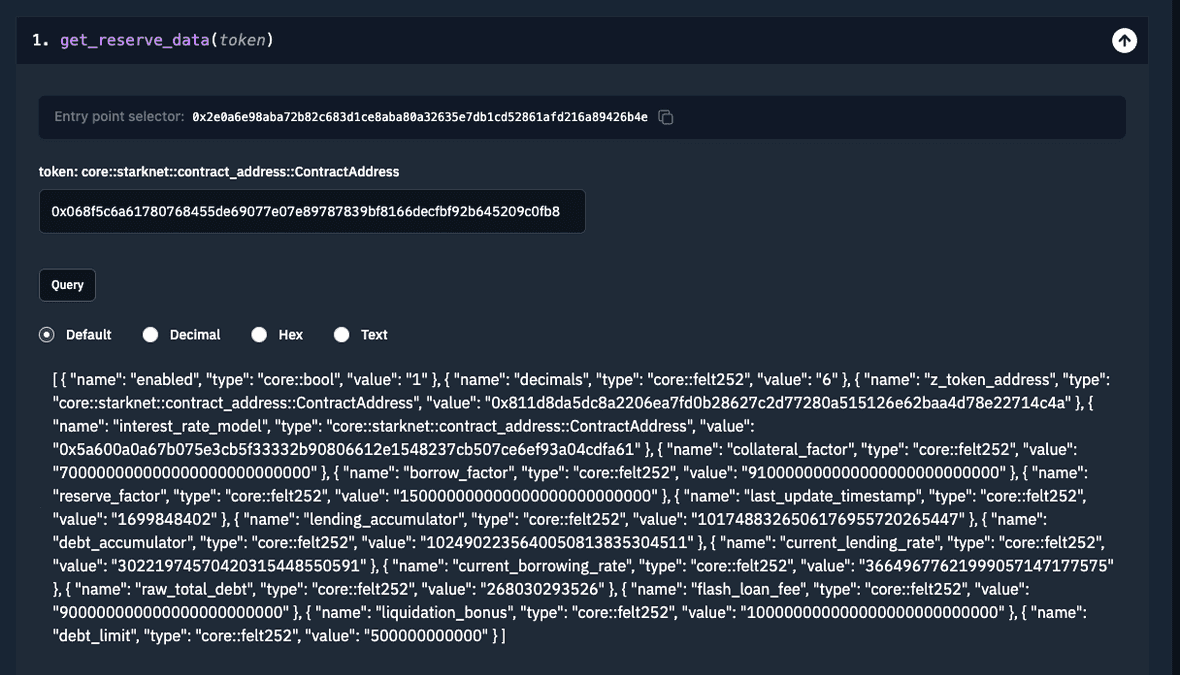 1. get_reserve_data(token)
Entry point selector: 0x2e0a6e98aba72b82c683d1ce8aba80a32635e7db1cd52861afd216a89426b4e
token: core::starknet::contract_address::ContractAddress
0x068f5c6a61780768455de69077e07e89787839bf8166decfbf92b645209c0fb8
Query
Default Decimal Hex Text
[ { "name": "enabled", "type": "core::bool", "value": "1" }, { "name": "decimals", "type": "core::felt252", "value": "6" }, { "name": "z_token_address", "type":
"core::starknet::contract_address::ContractAddress", "value": "0x811d8da5dc8a2206ea7fd0b28627c2d77280a515126e62baa4d78e22714c4a" }, {
"name": "interest_rate_model", "type": "core::starknet::contract_address::ContractAddress", "value":
"0x5a600a0a67b075e3cb5f33332b90806612e1548237cb507ce6ef93a04cdfa61" }, { "name": "collateral_factor", "type": "core::felt252", "value":
"700000000000000000000000000" }, { "name": "borrow_factor", "type": "core::felt252", "value": "910000000000000000000000000" }, { "name":
"reserve_factor", "type": "core::felt252", "value": "150000000000000000000000000" }, { "name": "last_update_timestamp", "type": "core::felt252",
"value": "1699848402" }, { "name": "lending_accumulator", "type": "core::felt252", "value": "1017488326506176955720265447" }, { "name":
"debt_accumulator", "type": "core::felt252", "value": "1024902235640050813835304511" }, { "name": "current_lending_rate", "type": "core::felt252",
"value": "30221974570420315448550591" }, { "name": "current_borrowing_rate", "type": "core::felt252", "value": "36649677621999057147177575"
}, { "name": "raw_total_debt", "type": "core::felt252", "value": "268030293526" }, { "name": "flash_loan_fee", "type": "core::felt252", "value":
"900000000000000000000000" }, { "name": "liquidation_bonus", "type": "core::felt252", "value": "100000000000000000000000000" }, { "name":
"debt_limit", "type": "core::felt252", "value": "500000000000" } ]